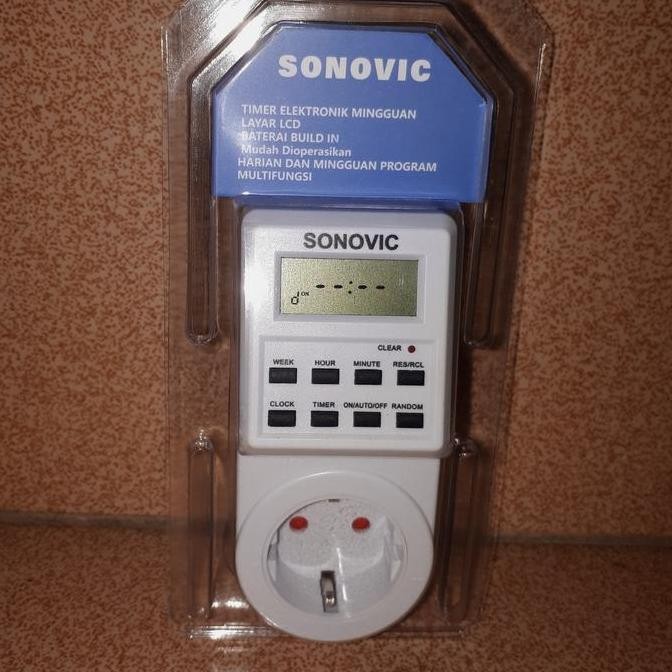 SONOVIC
TIMER ELEKTRONIK MINGGUAN
LAYAR LCD
BATERAI BUILD IN
Mudah Dioperasikan
HARIAN DAN MINGGUAN PROGRAM
MULTIFUNGSI
SONOVIC
--:--
d ON
CLEAR
WEEK HOUR MINUTE RES/RCL
CLOCK TIMER ON/AUTO/OFF RANDOM